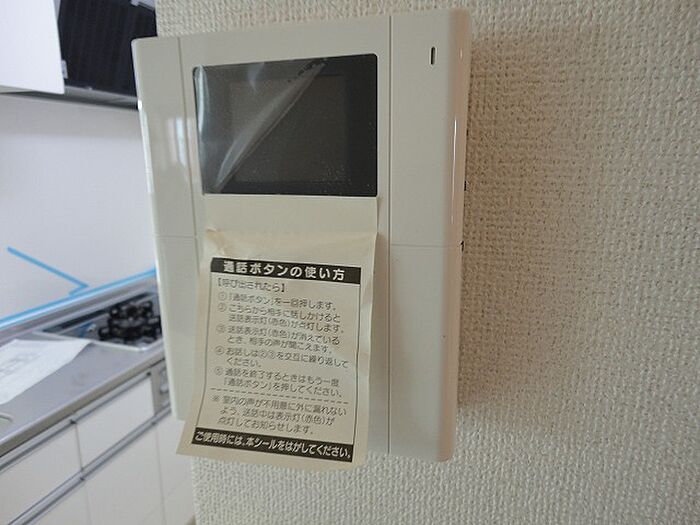 通話ボタンの使い方
【呼び出されたら】
①「通話ボタン」を一回押します。
②こちらから相手に話しかけると
送話表示灯(赤色)が点灯します。
③送話表示灯(赤色)が消えている
とき、相手の声が聞こえます。
④お話しは②③を交互に繰り返して
ください。
⑤通話を終了するときはもう一度
「通話ボタン」を押してください。
※室内の声が不用意に外に漏れない
よう、送話中は表示灯(赤色)が
点灯してお知らせします。
ご使用時には、本シールをはがしてください。